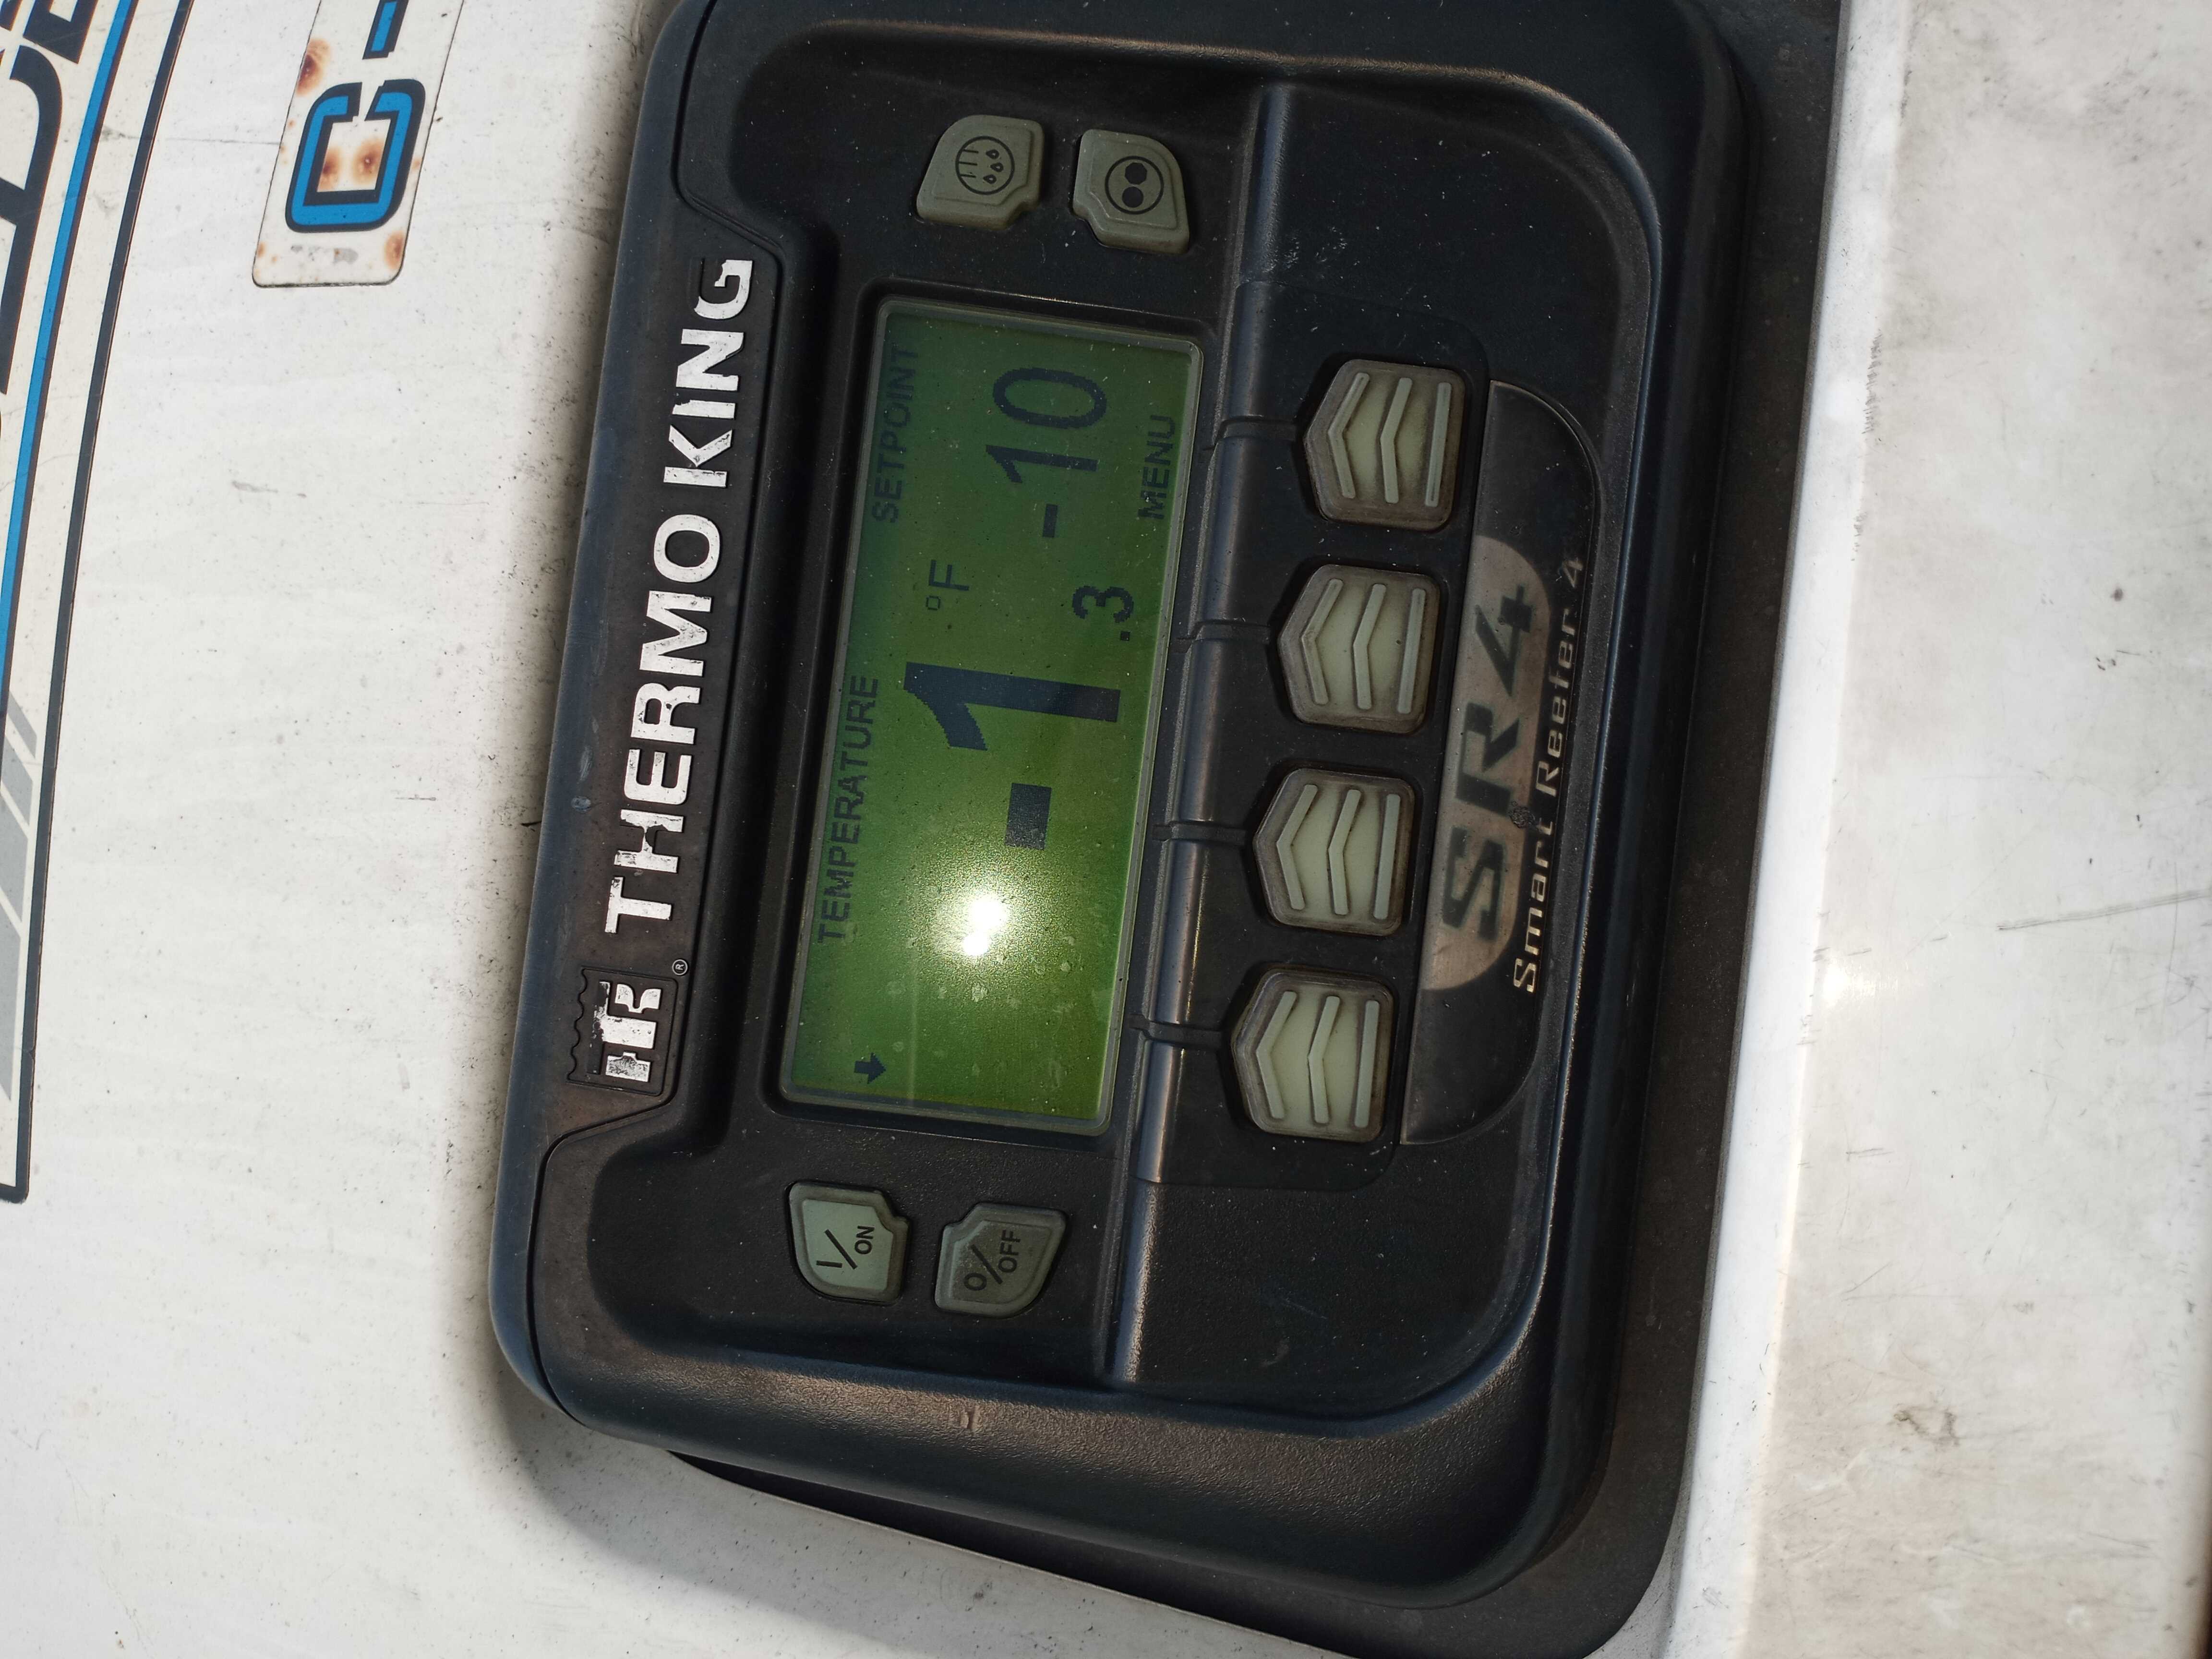 C-
THERMO KING
I/ON
O/OFF
TEMPERATURE
SETPOINT
-1.3 °F
-10
MENU
SR4
Smart Reefer 4